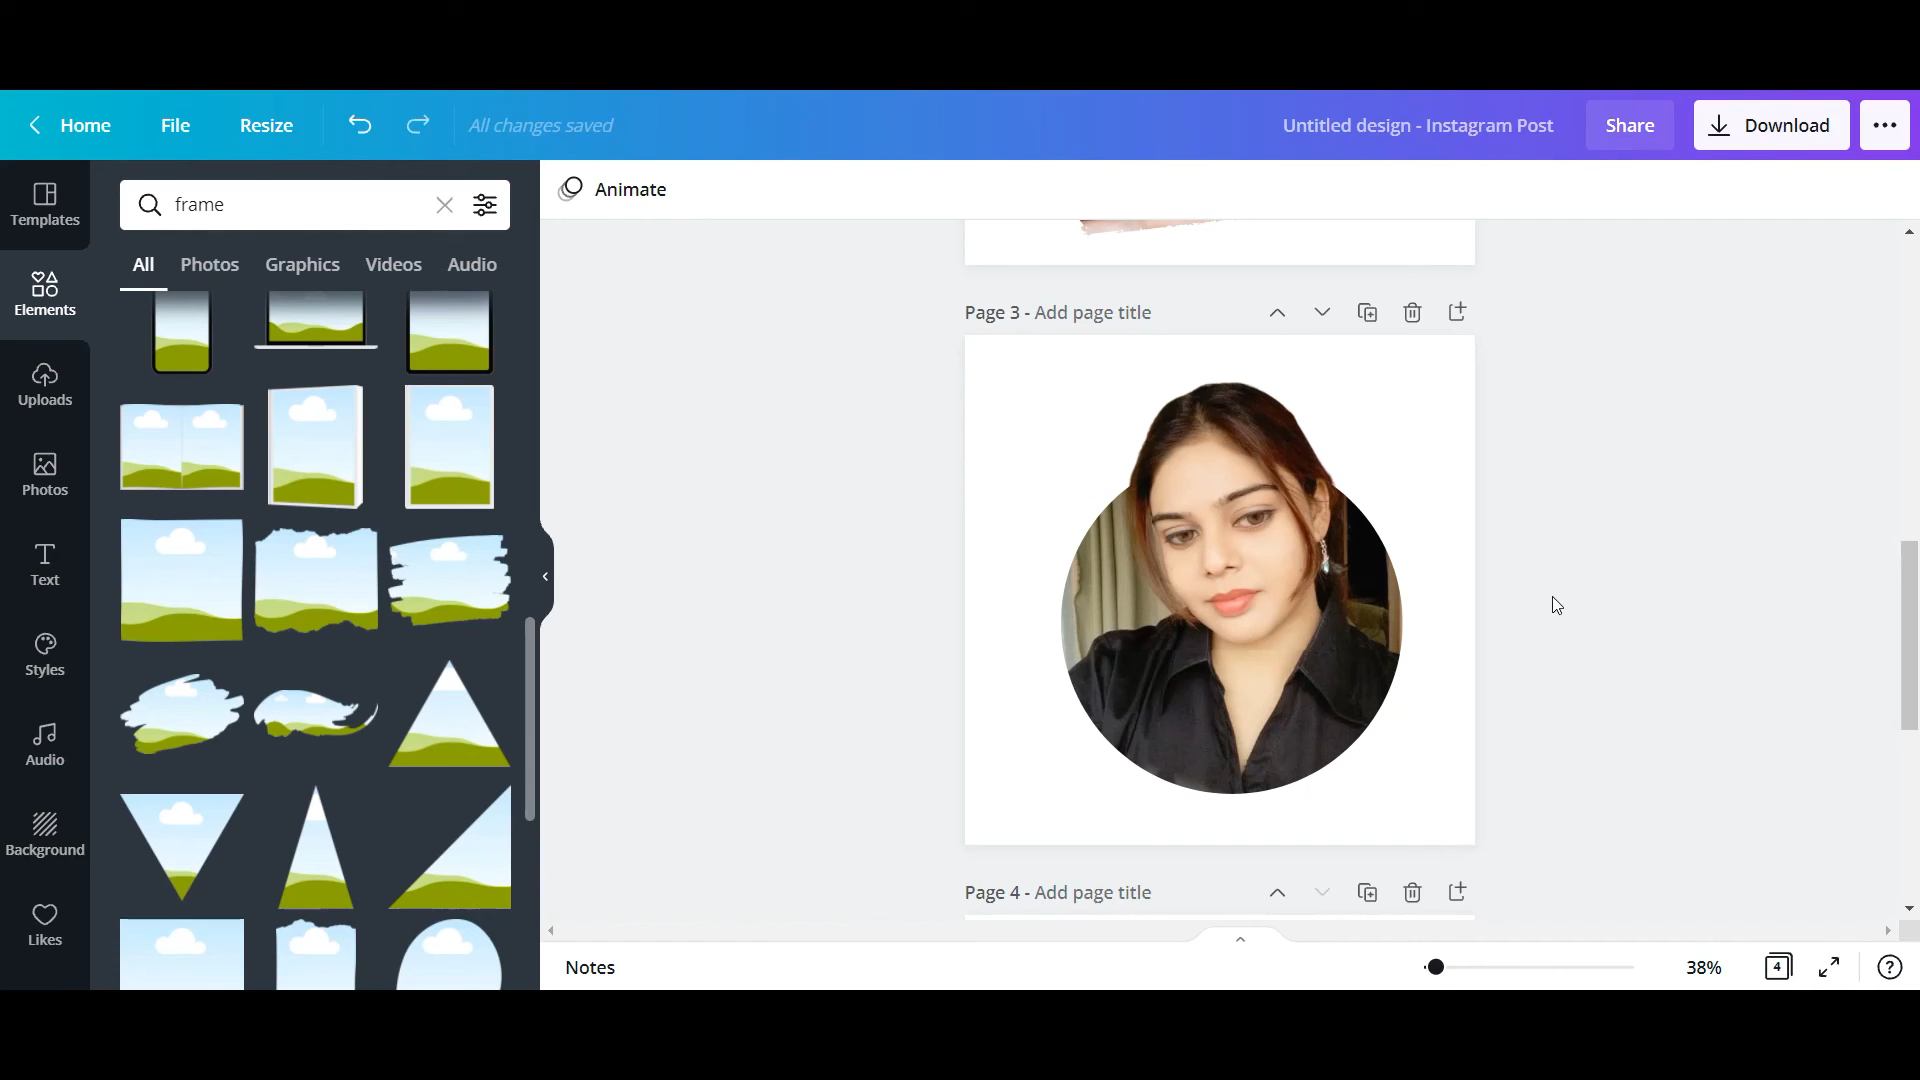 Home File Resize All changes saved Untitled design - Instagram Post Share Download
Templates
Elements
Uploads
Photos
Text
Styles
Audio
Background
Likes
frame
All Photos Graphics Videos Audio
Animate
Page 3 - Add page title
Page 4 - Add page title
Notes 38% 4 ?